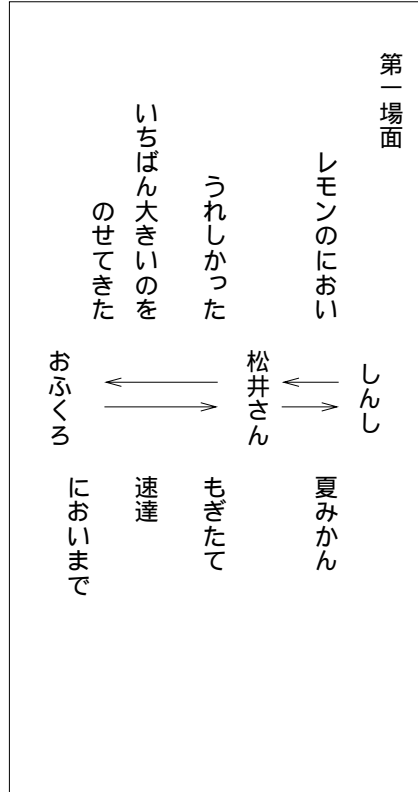 第一場面
しんし
レモンのにおい
夏みかん
松井さん
うれしかった
もぎたて
いちばん大きいのを
速達
のせてきた
においまで
おふくろ